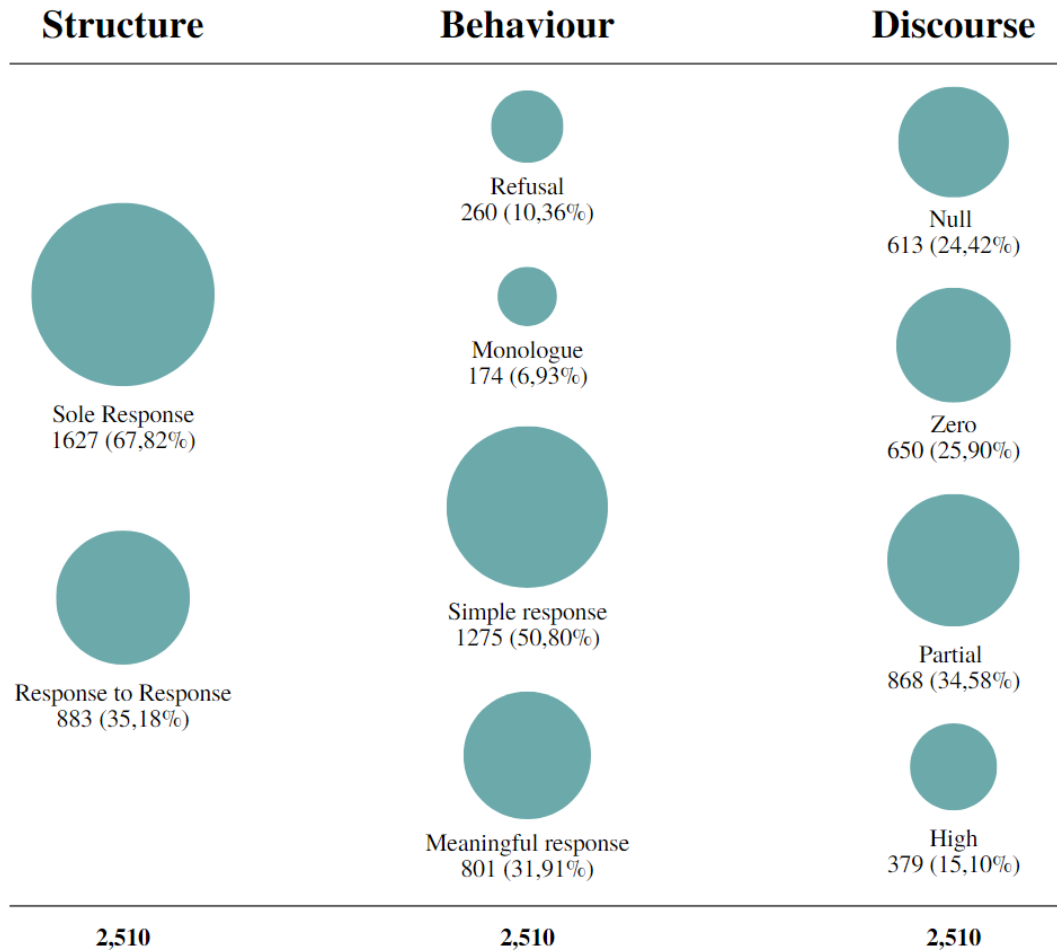 Structure
Behaviour
Discourse
Sole Response
1627 (67,82%)
Response to Response
883 (35,18%)
Refusal
260 (10,36%)
Monologue
174 (6,93%)
Simple response
1275 (50,80%)
Meaningful response
801 (31,91%)
Null
613 (24,42%)
Zero
650 (25,90%)
Partial
868 (34,58%)
High
379 (15,10%)
2,510
2,510
2,510